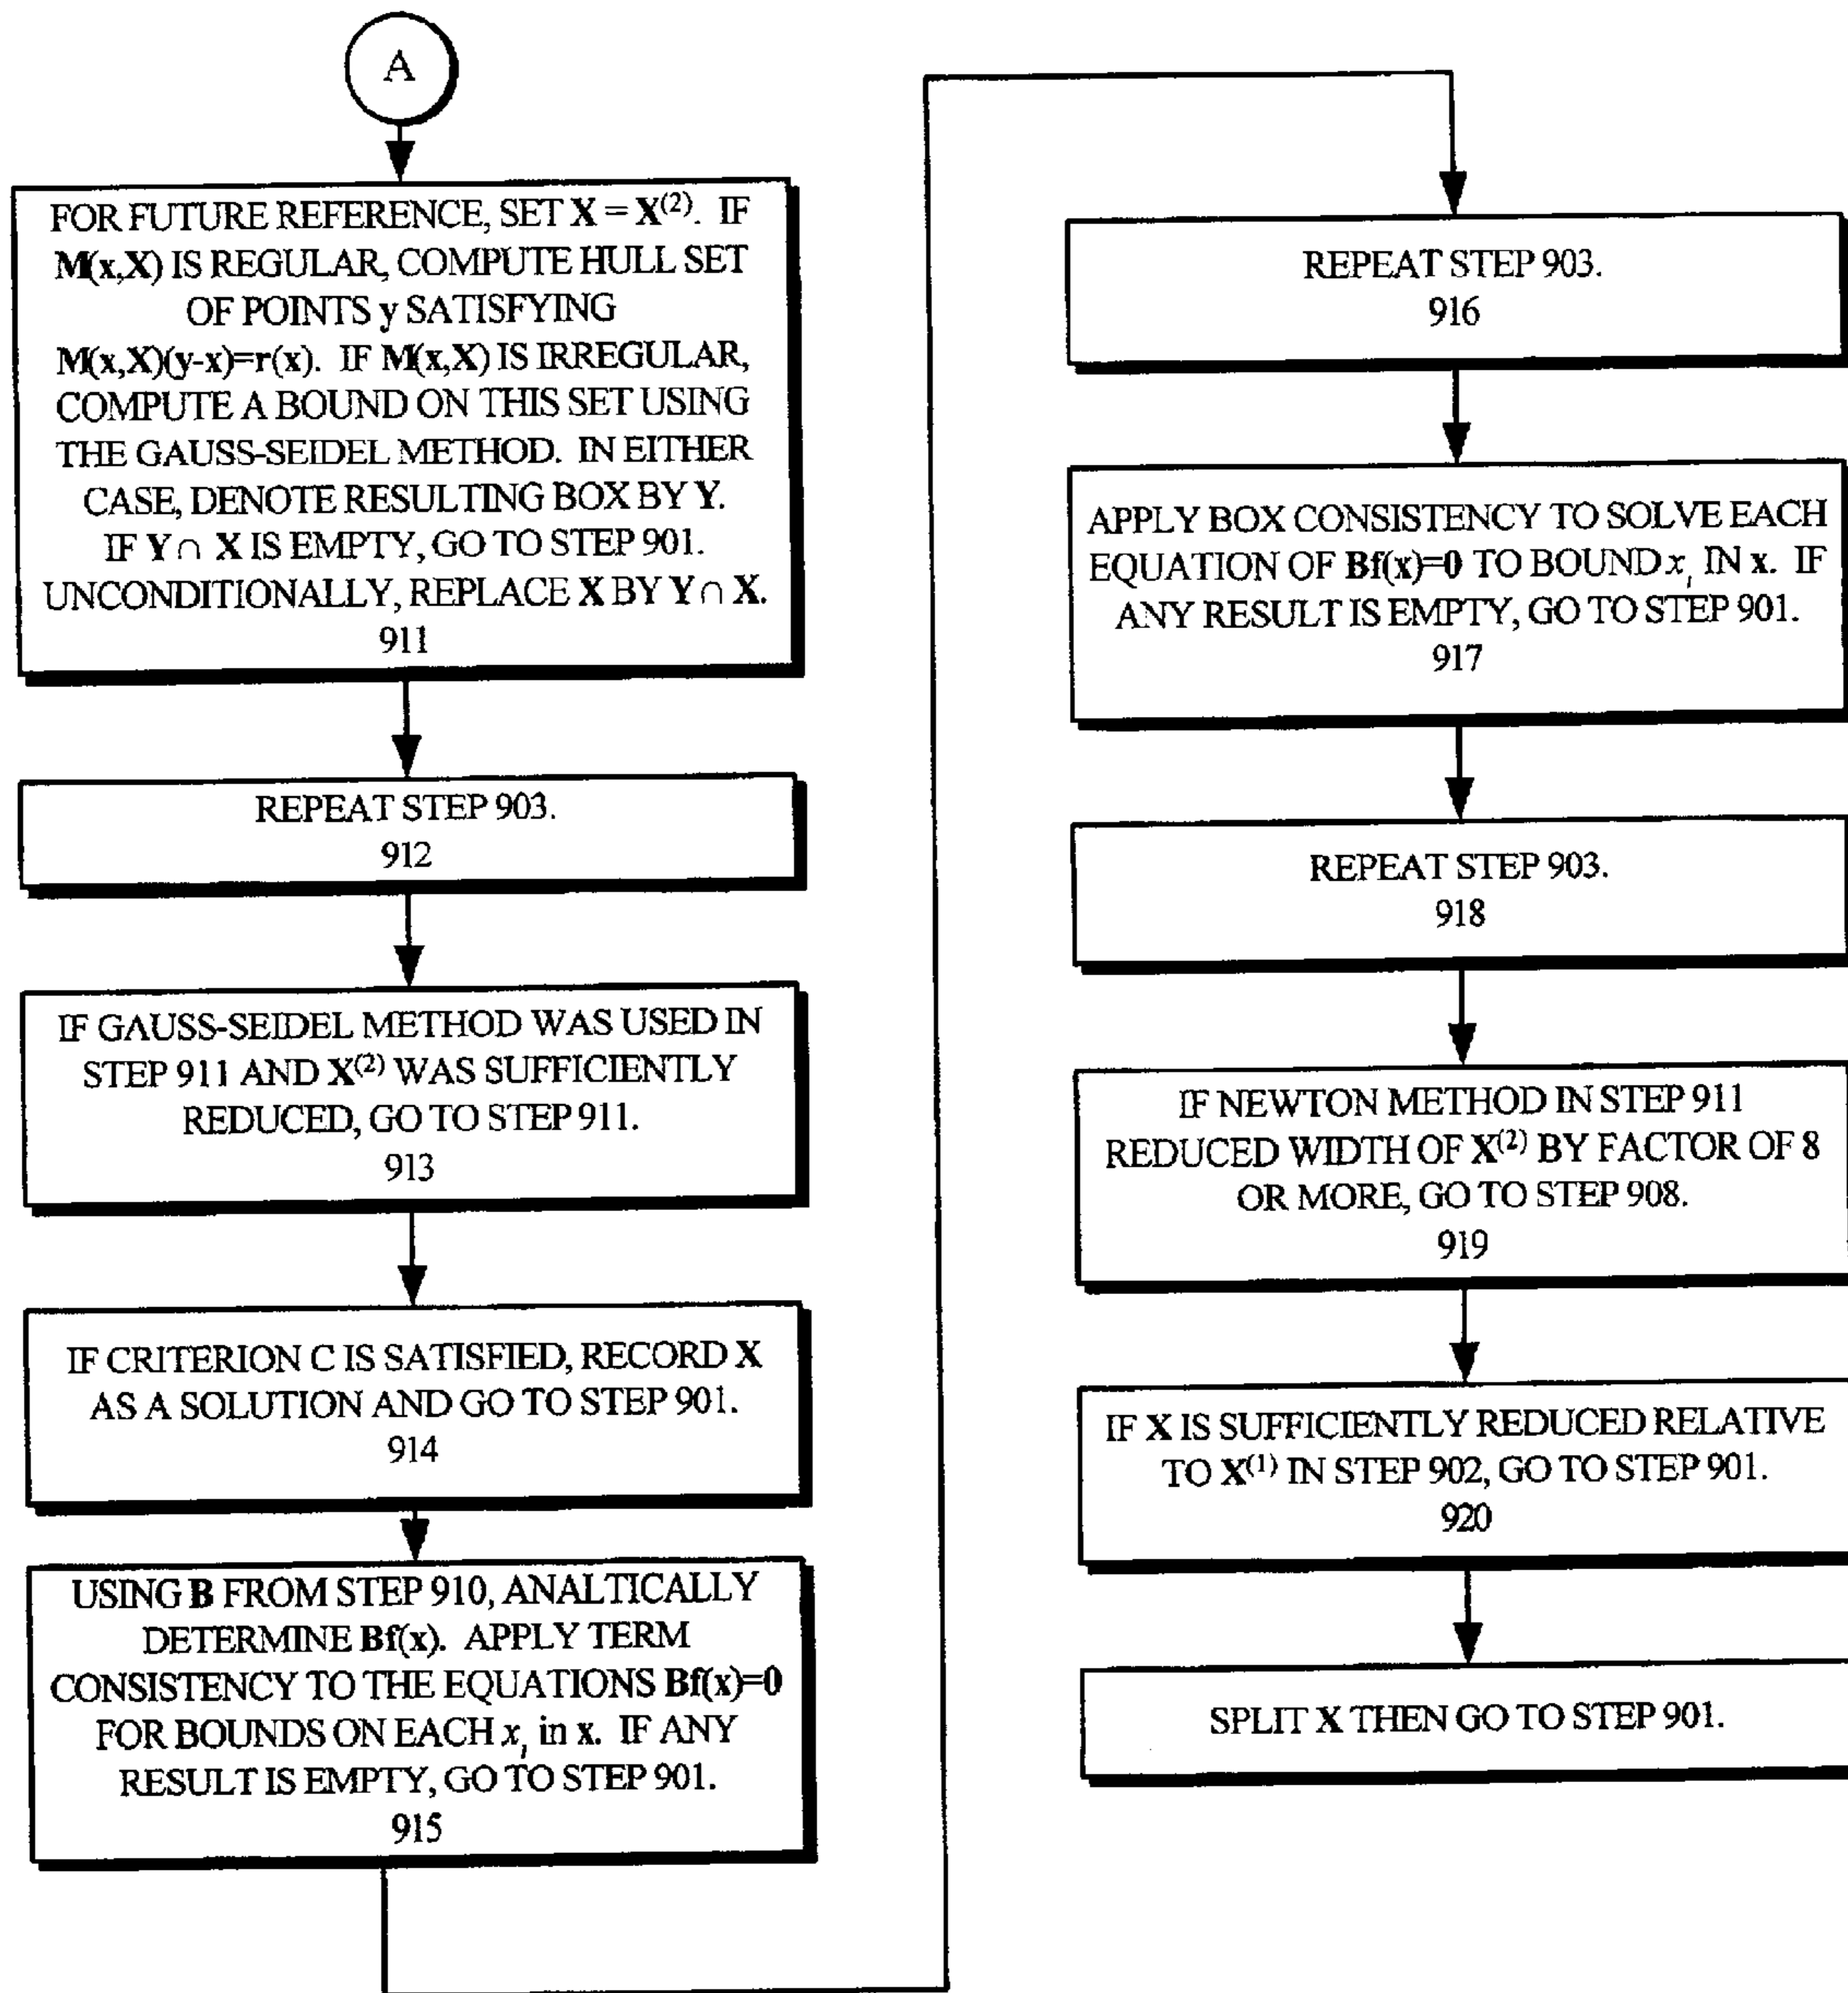 A
FOR FUTURE REFERENCE, SET X = X(2). IF
M(x,X) IS REGULAR, COMPUTE HULL SET
OF POINTS y SATISFYING
M(x,X)(y-x)=r(x). IF M(x,X) IS IRREGULAR,
COMPUTE A BOUND ON THIS SET USING
THE GAUSS-SEIDEL METHOD. IN EITHER
CASE, DENOTE RESULTING BOX BY Y.
IF Y ∩ X IS EMPTY, GO TO STEP 901.
UNCONDITIONALLY, REPLACE X BY Y ∩ X.
911
REPEAT STEP 903.
912
IF GAUSS-SEIDEL METHOD WAS USED IN
STEP 911 AND X(2) WAS SUFFICIENTLY
REDUCED, GO TO STEP 911.
913
IF CRITERION C IS SATISFIED, RECORD X
AS A SOLUTION AND GO TO STEP 901.
914
USING B FROM STEP 910, ANALTICALLY
DETERMINE Bf(x). APPLY TERM
CONSISTENCY TO THE EQUATIONS Bf(x)=0
FOR BOUNDS ON EACH xi in x. IF ANY
RESULT IS EMPTY, GO TO STEP 901.
915
REPEAT STEP 903.
916
APPLY BOX CONSISTENCY TO SOLVE EACH
EQUATION OF Bf(x)=0 TO BOUND xi IN x. IF
ANY RESULT IS EMPTY, GO TO STEP 901.
917
REPEAT STEP 903.
918
IF NEWTON METHOD IN STEP 911
REDUCED WIDTH OF X(2) BY FACTOR OF 8
OR MORE, GO TO STEP 908.
919
IF X IS SUFFICIENTLY REDUCED RELATIVE
TO X(1) IN STEP 902, GO TO STEP 901.
920
SPLIT X THEN GO TO STEP 901.